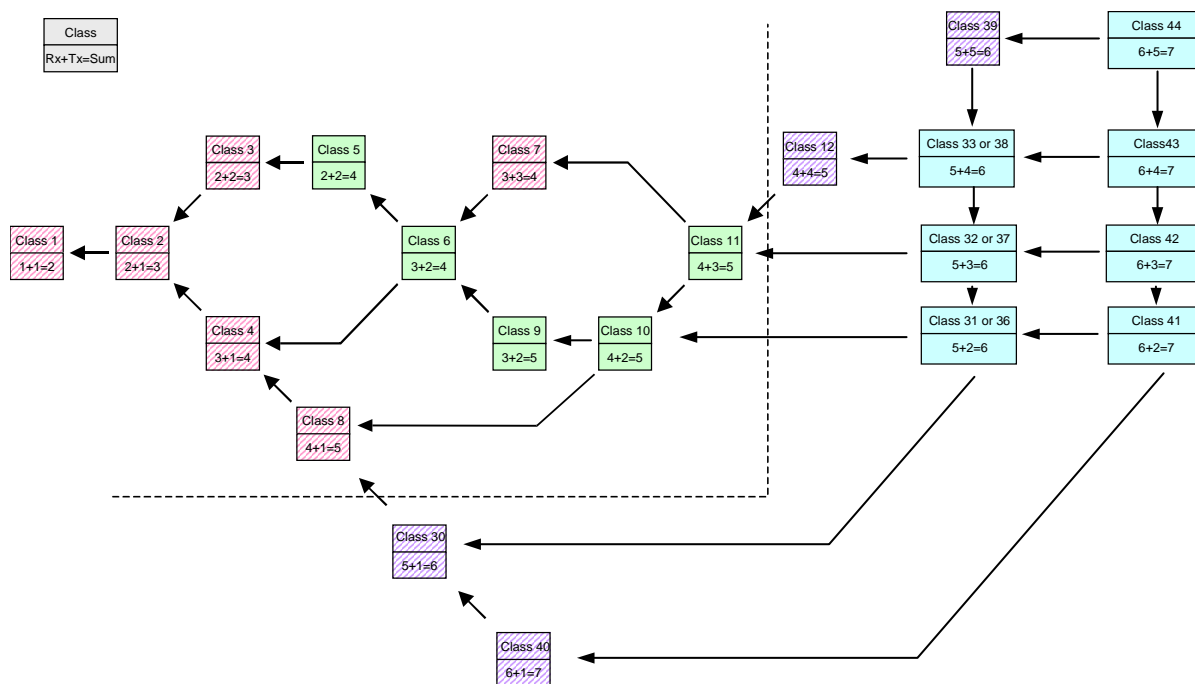 Class
Rx+Tx=Sum
Class 39
5+5=6
Class 44
6+5=7
Class 3
2+2=3
Class 5
2+2=4
Class 7
3+3=4
Class 12
4+4=5
Class 33 or 38
5+4=6
Class43
6+4=7
Class 1
1+1=2
Class 2
2+1=3
Class 6
3+2=4
Class 11
4+3=5
Class 32 or 37
5+3=6
Class 42
6+3=7
Class 4
3+1=4
Class 9
3+2=5
Class 10
4+2=5
Class 31 or 36
5+2=6
Class 41
6+2=7
Class 8
4+1=5
Class 30
5+1=6
Class 40
6+1=7